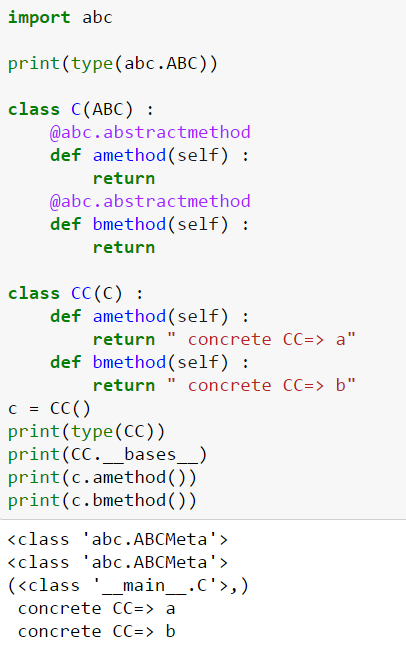 import abc

print(type(abc.ABC))

class C(ABC) :
    @abc.abstractmethod
    def amethod(self) :
        return
    @abc.abstractmethod
    def bmethod(self) :
        return

class CC(C) :
    def amethod(self) :
        return " concrete CC=> a"
    def bmethod(self) :
        return " concrete CC=> b"
c = CC()
print(type(CC))
print(CC.__bases__)
print(c.amethod())
print(c.bmethod())
<class 'abc.ABCMeta'>
<class 'abc.ABCMeta'>
(<class '__main__.C'>,)
 concrete CC=> a
 concrete CC=> b